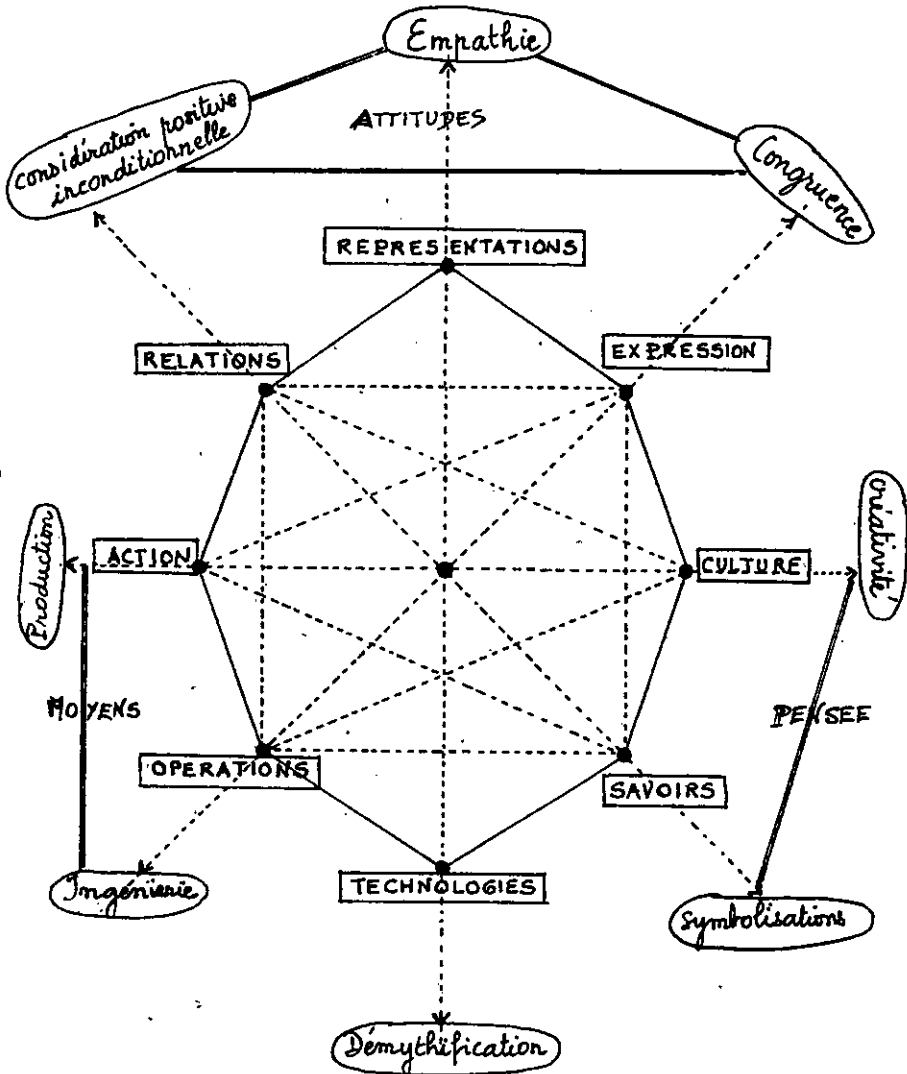 Empathie
ATTITUDES
considération positive
inconditionnelle
Congruence
REPRESENTATIONS
RELATIONS
EXPRESSION
Production
ACTION
CULTURE
créativité
MOYENS
PENSEE
OPERATIONS
SAVOIRS
Ingénierie
TECHNOLOGIES
Symbolisations
Démythification